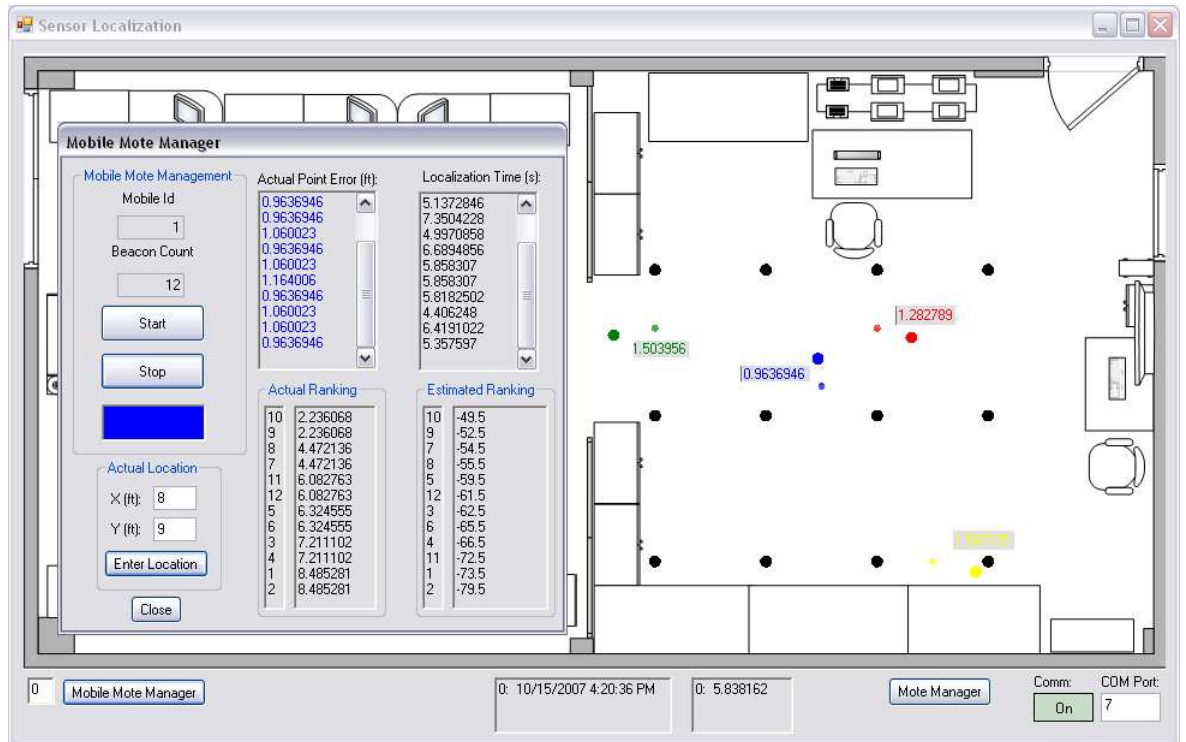 Sensor Localization
Mobile Mote Manager
Mobile Mote Management
Mobile Id
1
Beacon Count
12
Start
Stop
Actual Location
X (ft): 8
Y (ft): 9
Enter Location
Close
Actual Point Error (ft):
0.9636946
0.9636946
1.060023
0.9636946
1.060023
1.164006
0.9636946
1.060023
1.060023
0.9636946
Localization Time (s):
5.1372846
7.3504228
4.9970858
6.6894856
5.858307
5.858307
5.8182502
4.406248
6.4191022
5.357597
Actual Ranking
10 2.236068
9 2.236068
8 4.472136
7 4.472136
11 6.082763
12 6.082763
5 6.324555
6 6.324555
3 7.211102
4 7.211102
1 8.485281
2 8.485281
Estimated Ranking
10 -49.5
9 -52.5
7 -54.5
8 -55.5
5 -59.5
12 -61.5
3 -62.5
6 -65.5
4 -66.5
11 -72.5
1 -73.5
2 -79.5
1.282789
1.503956
0.9636946
0
Mobile Mote Manager
0: 10/15/2007 4:20:36 PM
0: 5.838162
Mote Manager
Comm:
On
COM Port:
7